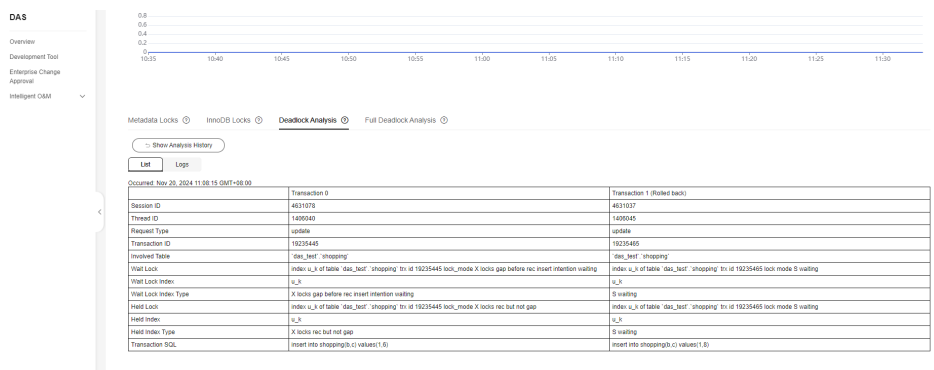 DAS
Overview
Development Tool
Enterprise Change
Approval
Intelligent O&M
0.8
0.6
0.4
0.2
0
10:35 10:40 10:45 10:50 10:55 11:00 11:05 11:10 11:15 11:20 11:25 11:30
Metadata Locks InnoDB Locks Deadlock Analysis Full Deadlock Analysis
Show Analysis History
List Logs
Occurred: Nov 20, 2024 11:08:15 GMT+08:00
Transaction 0 Transaction 1 (Rolled back)
Session ID 4631078 4631037
Thread ID 1406040 1406045
Request Type update update
Transaction ID 19235445 19235465
Involved Table `das_test`.`shopping` `das_test`.`shopping`
Wait Lock index u_k of table `das_test`.`shopping` trx id 19235445 lock_mode X locks gap before rec insert intention waiting index u_k of table `das_test`.`shopping` trx id 19235465 lock mode S waiting
Wait Lock Index u_k u_k
Wait Lock Index Type X locks gap before rec insert intention waiting S waiting
Held Lock index u_k of table `das_test`.`shopping` trx id 19235445 lock_mode X locks rec but not gap index u_k of table `das_test`.`shopping` trx id 19235465 lock mode S waiting
Held Index u_k u_k
Held Index Type X locks rec but not gap S waiting
Transaction SQL insert into shopping(b,c) values(1,6) insert into shopping(b,c) values(1,8)